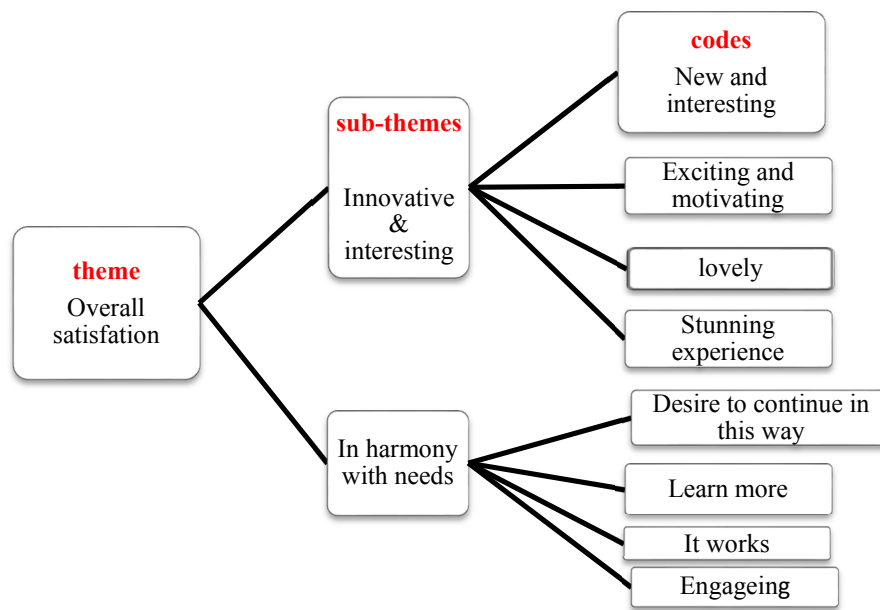 theme
Overall
satisfation
sub-themes
Innovative
&
interesting
In harmony
with needs
codes
New and
interesting
Exciting and
motivating
lovely
Stunning
experience
Desire to continue in
this way
Learn more
It works
Engageing